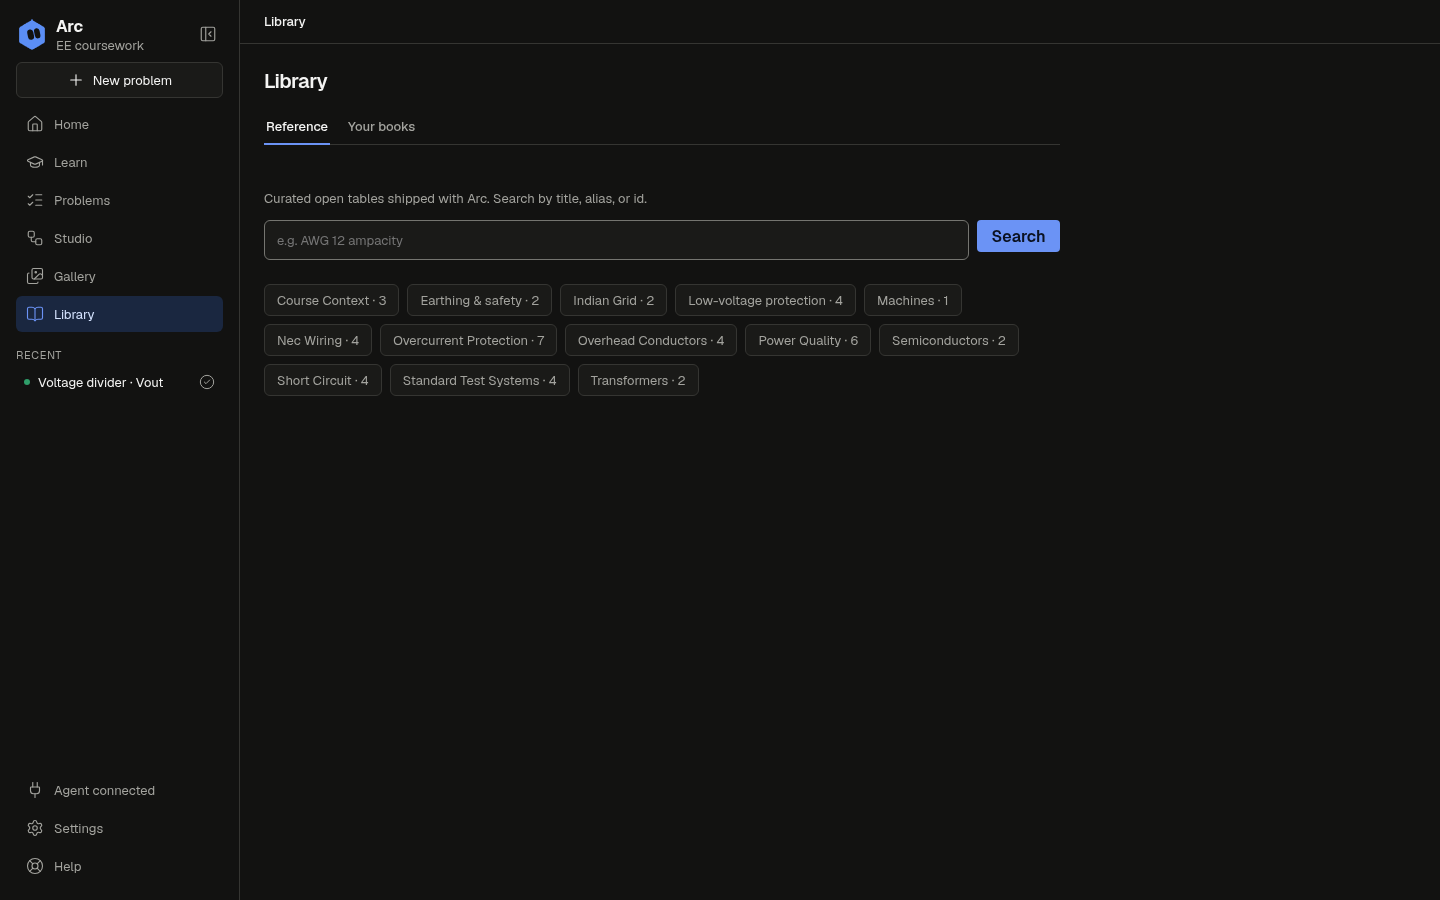 Arc
EE coursework
New problem
Home
Learn
Problems
Studio
Gallery
Library
RECENT
Voltage divider · Vout
Agent connected
Settings
Help
Library
Library
Reference Your books
Curated open tables shipped with Arc. Search by title, alias, or id.
e.g. AWG 12 ampacity Search
Course Context · 3 Earthing & safety · 2 Indian Grid · 2 Low-voltage protection · 4 Machines · 1
Nec Wiring · 4 Overcurrent Protection · 7 Overhead Conductors · 4 Power Quality · 6 Semiconductors · 2
Short Circuit · 4 Standard Test Systems · 4 Transformers · 2